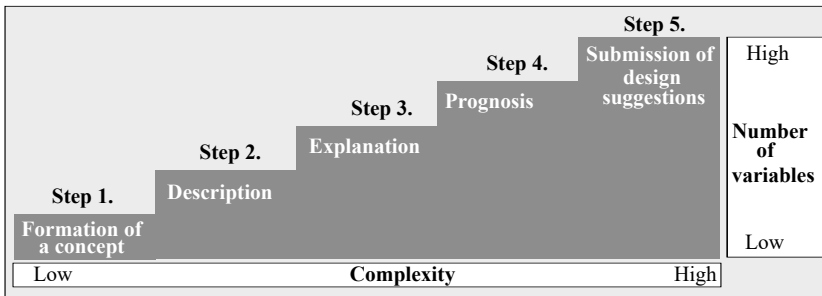 Step 5.
Submission of
design
suggestions
High
Step 4.
Prognosis
Step 3.
Explanation
Number
of
variables
Step 2.
Description
Step 1.
Formation of
a concept
Low
Low
Complexity
High